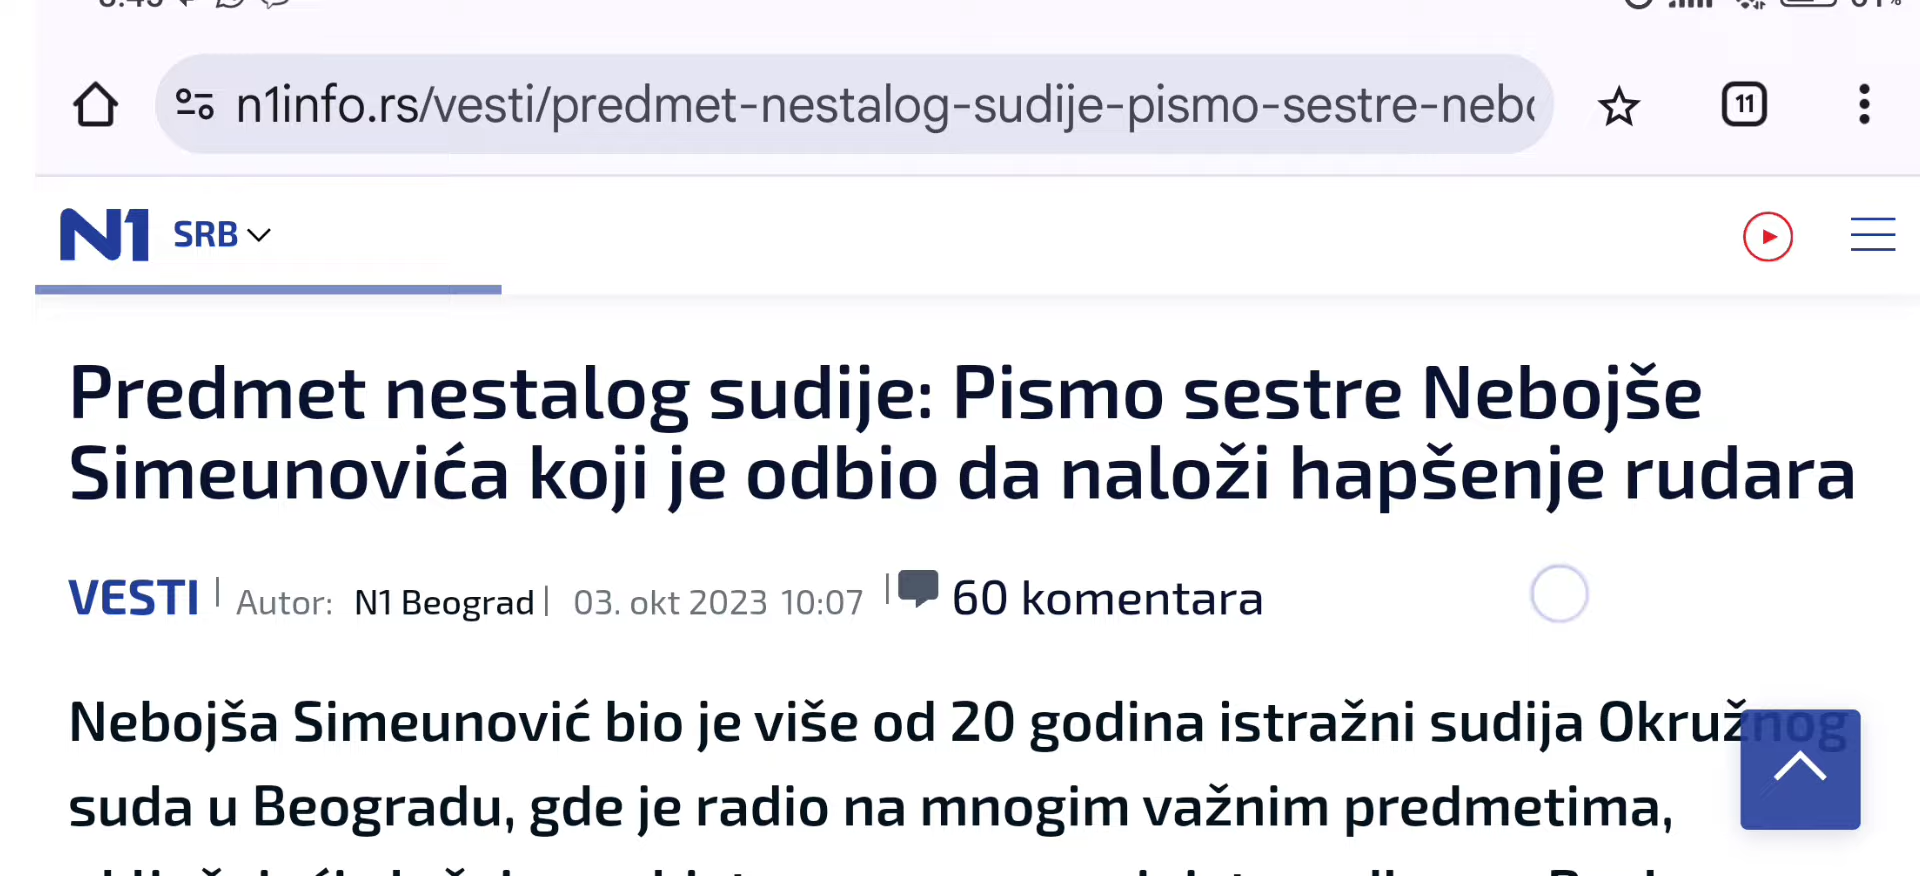 n1info.rs/vesti/predmet-nestalog-sudije-pismo-sestre-nebo
11
N1 SRB
Predmet nestalog sudije: Pismo sestre Nebojše
Simeunovića koji je odbio da naloži hapšenje rudara
VESTI | Autor: N1 Beograd | 03. okt 2023 10:07 | 60 komentara
Nebojša Simeunović bio je više od 20 godina istražni sudija Okružnog
suda u Beogradu, gde je radio na mnogim važnim predmetima,